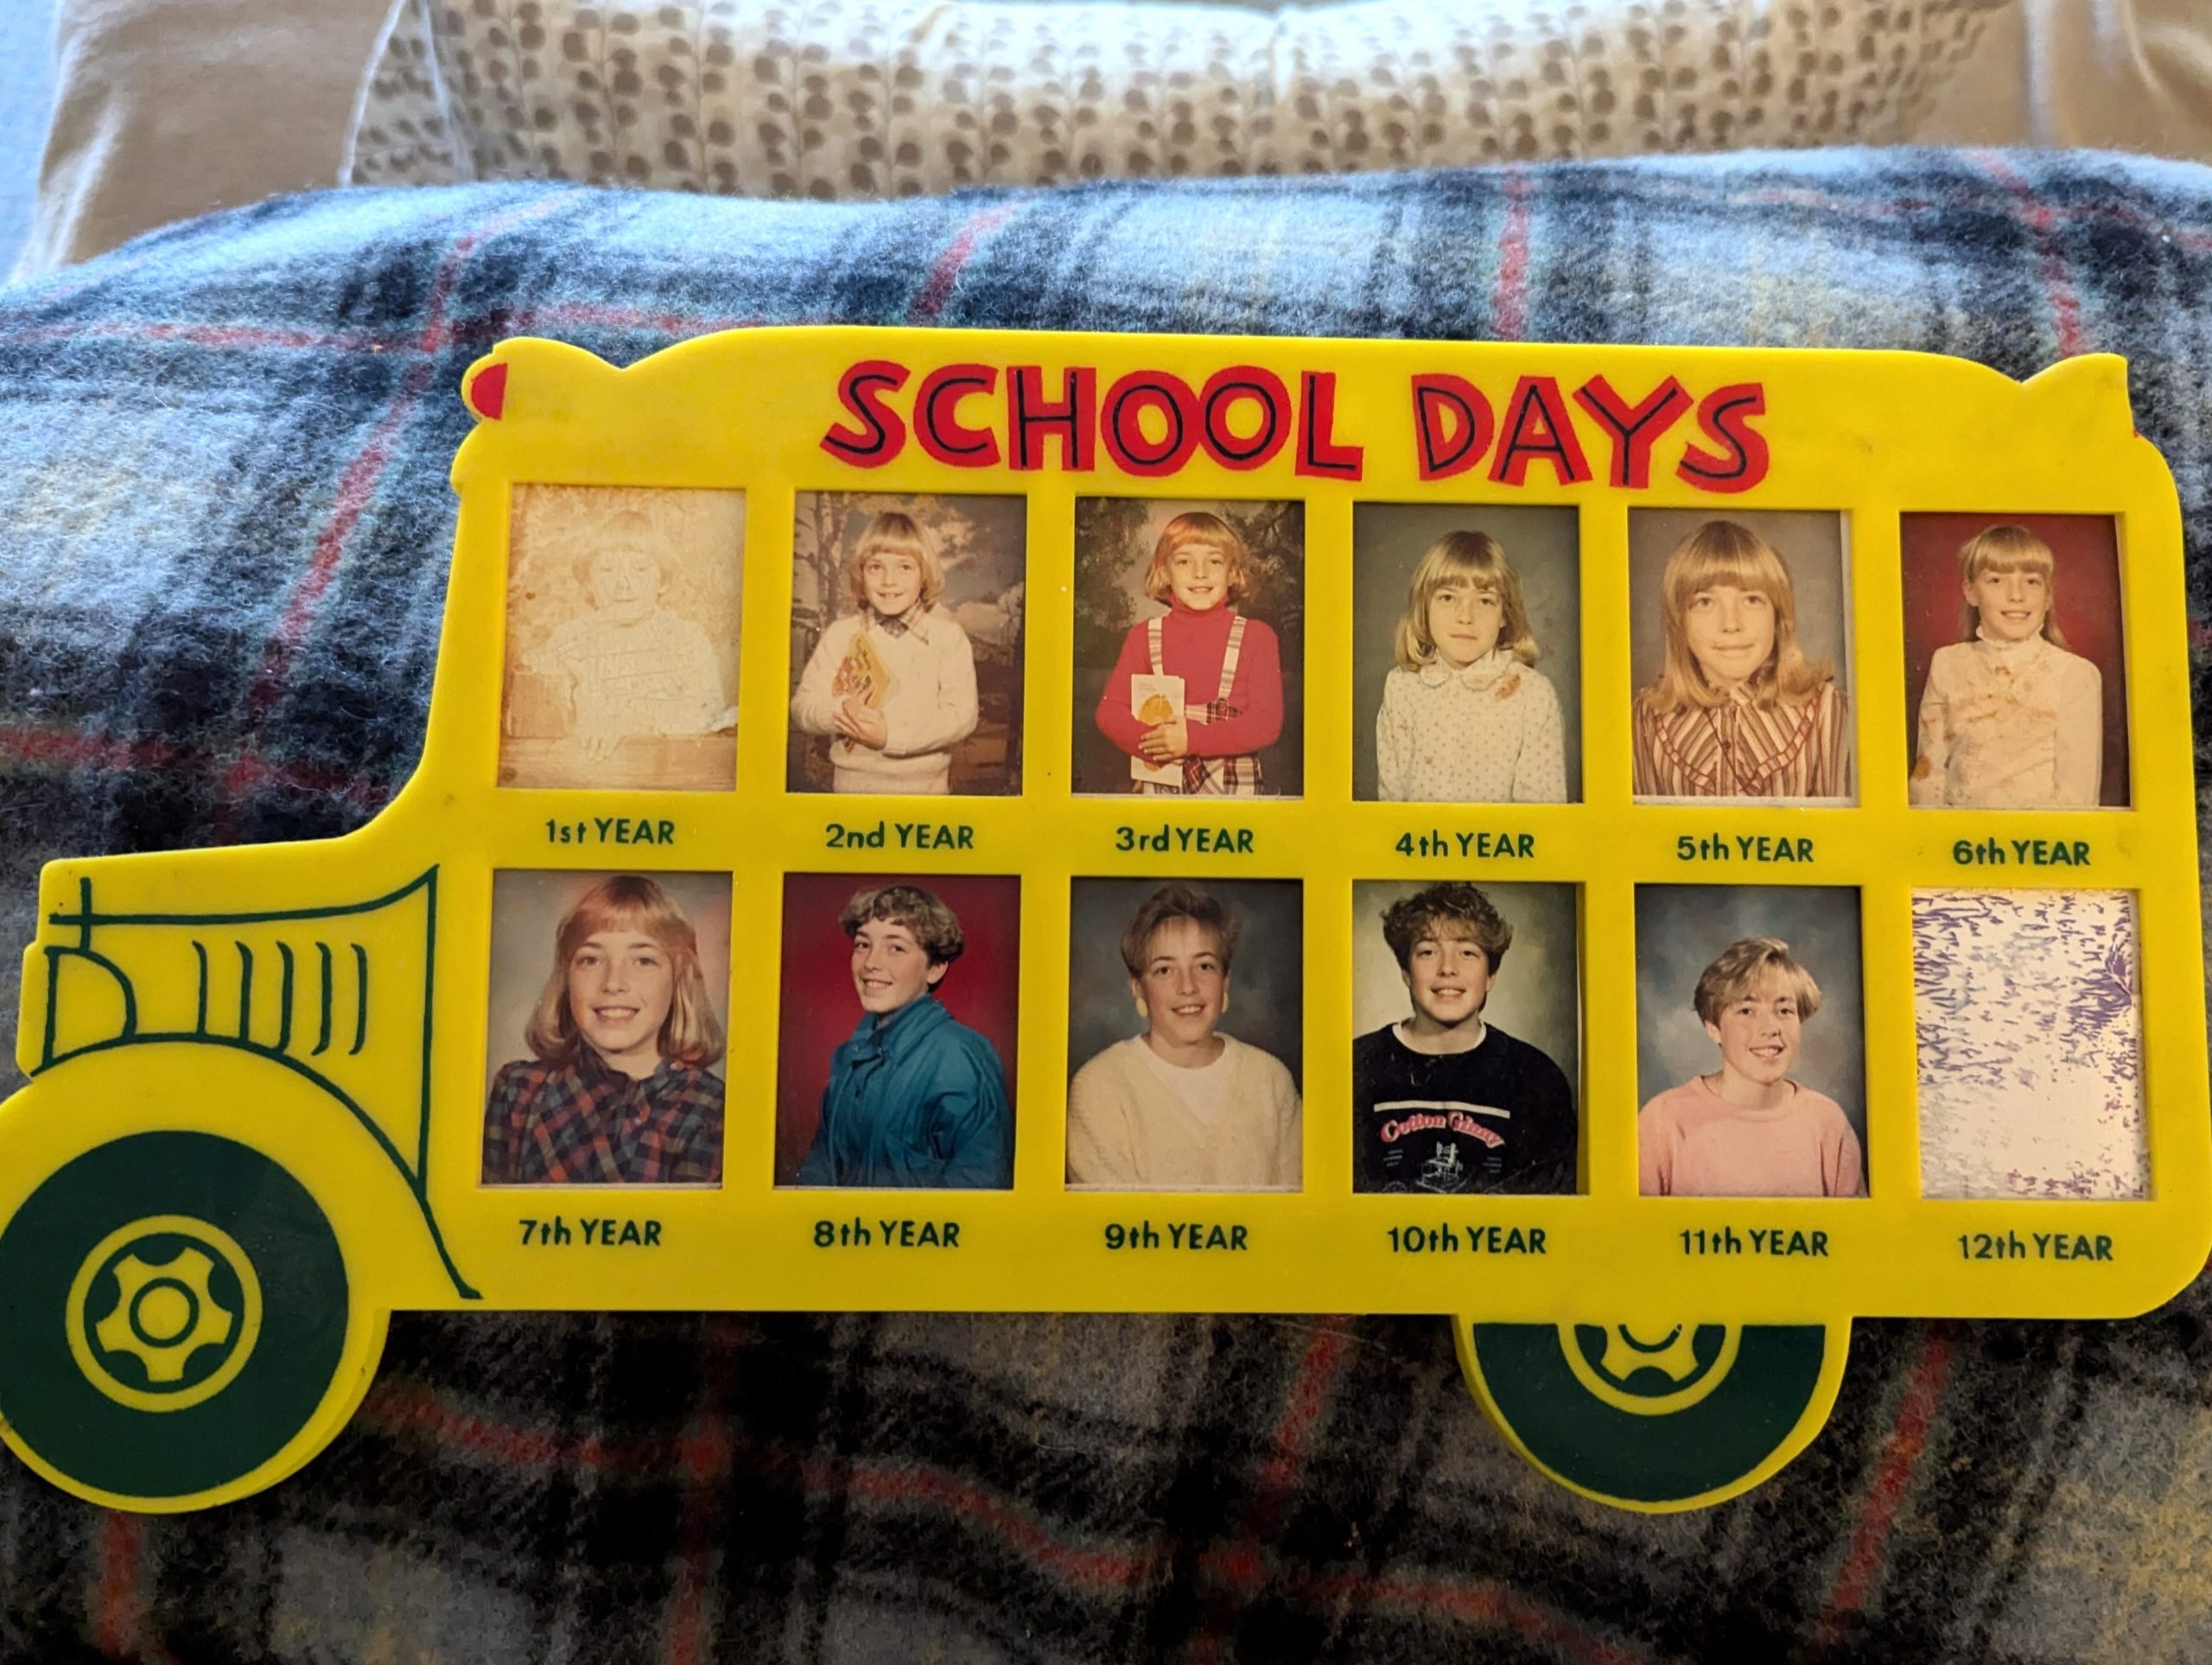 SCHOOL DAYS
1st YEAR
2nd YEAR
3rd YEAR
4th YEAR
5th YEAR
6th YEAR
7th YEAR
8th YEAR
9th YEAR
10th YEAR
11th YEAR
12th YEAR
Cotton Ginny